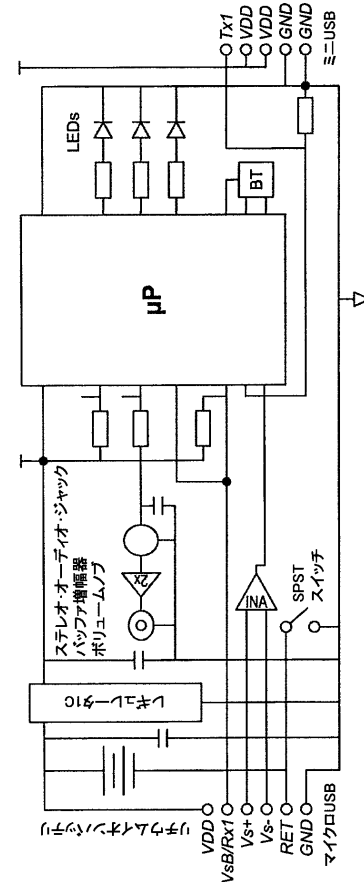 リチウムイオンバッテリ
レギュレータIC
ステレオ・オーディオ・ジャック
バッファ増幅器
ボリュームノブ
2x
μP
LEDs
BT
INA
SPST
スイッチ
VDD
VsB/Rx1
Vs+
Vs-
RET
GND
マイクロUSB
Tx1
VDD
VDD
GND
GND
ミニUSB